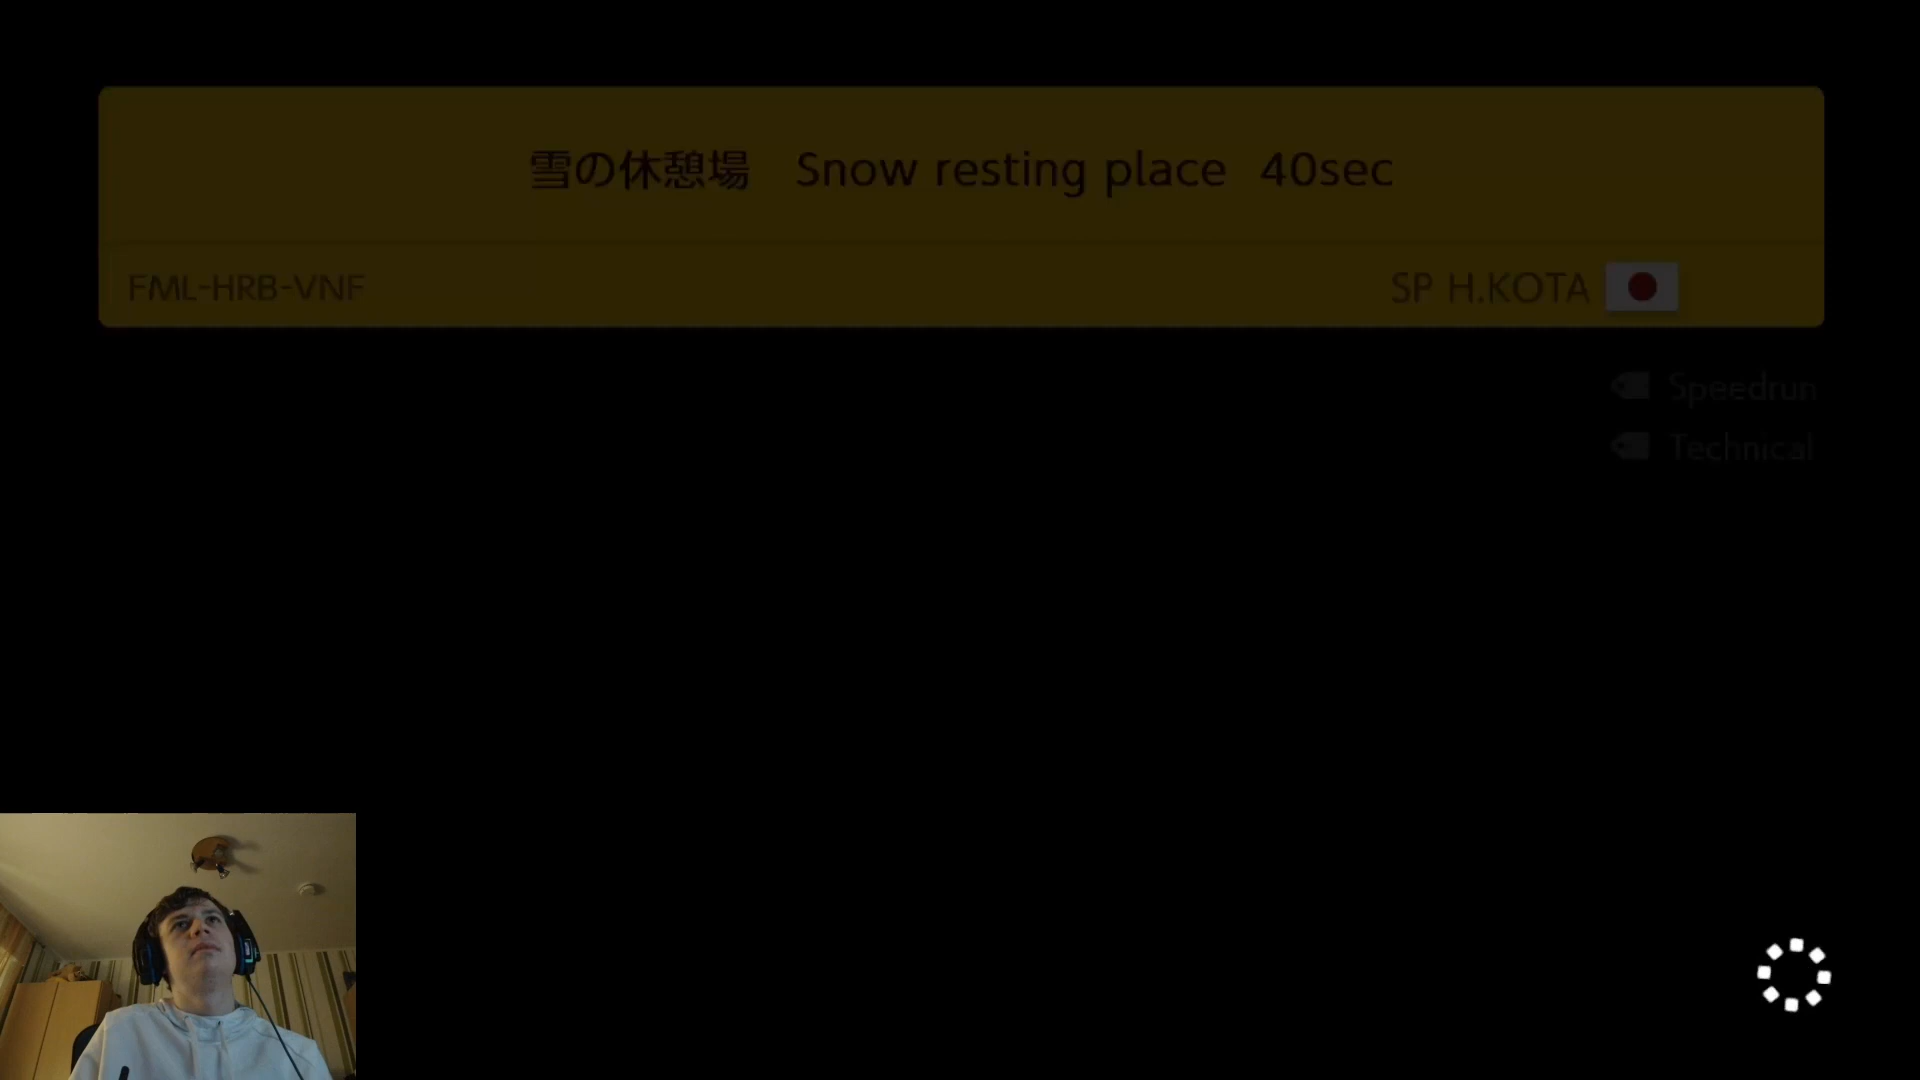 雪の休憩場　Snow resting place 40sec
FML-HRB-VNF
SP H.KOTA
Speedrun
Technical